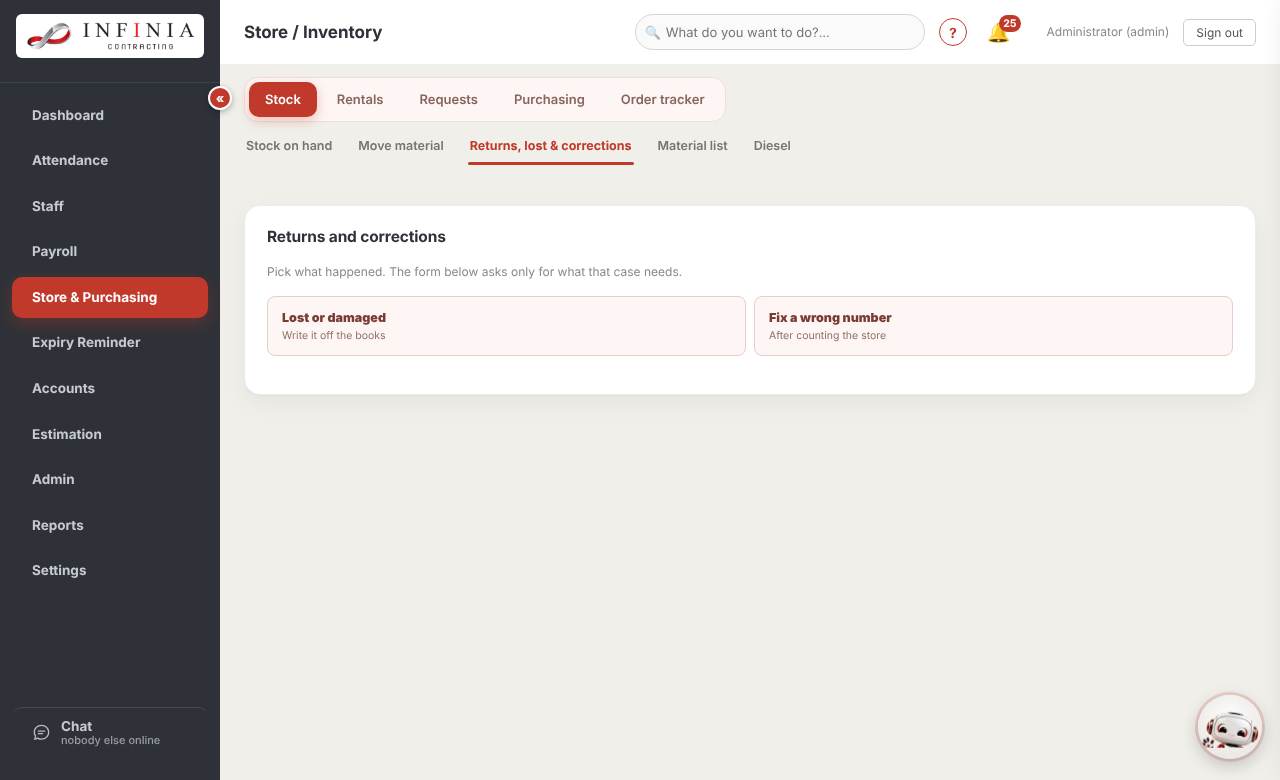 INFINIA
CONTRACTING
Store / Inventory
What do you want to do?...
?
25
Administrator (admin)
Sign out
«
Dashboard
Attendance
Staff
Payroll
Store & Purchasing
Expiry Reminder
Accounts
Estimation
Admin
Reports
Settings
Chat
nobody else online
Stock
Rentals
Requests
Purchasing
Order tracker
Stock on hand
Move material
Returns, lost & corrections
Material list
Diesel
Returns and corrections
Pick what happened. The form below asks only for what that case needs.
Lost or damaged
Write it off the books
Fix a wrong number
After counting the store